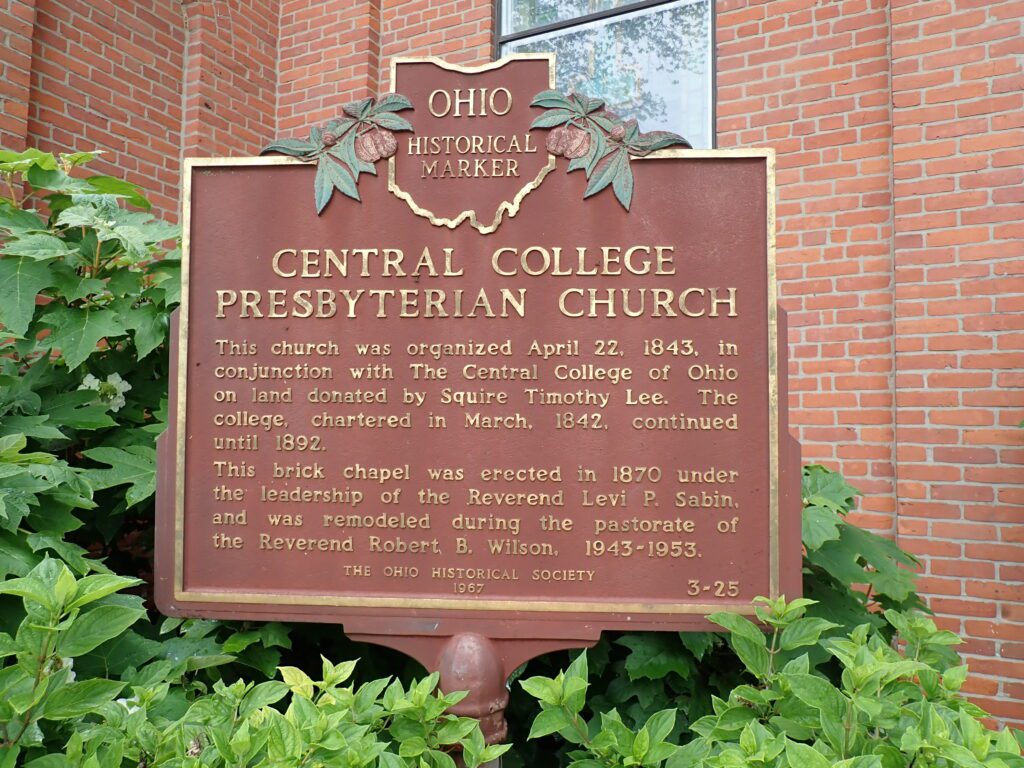 OHIO
HISTORICAL
MARKER
CENTRAL COLLEGE
PRESBYTERIAN CHURCH
This church was organized April 22, 1843, in
conjunction with The Central College of Ohio
on land donated by Squire Timothy Lee. The
college, chartered in March, 1842, continued
until 1892.
This brick chapel was erected in 1870 under
the leadership of the Reverend Levi P. Sabin,
and was remodeled during the pastorate of
the Reverend Robert B. Wilson, 1943-1953.
THE OHIO HISTORICAL SOCIETY
1967
3-25